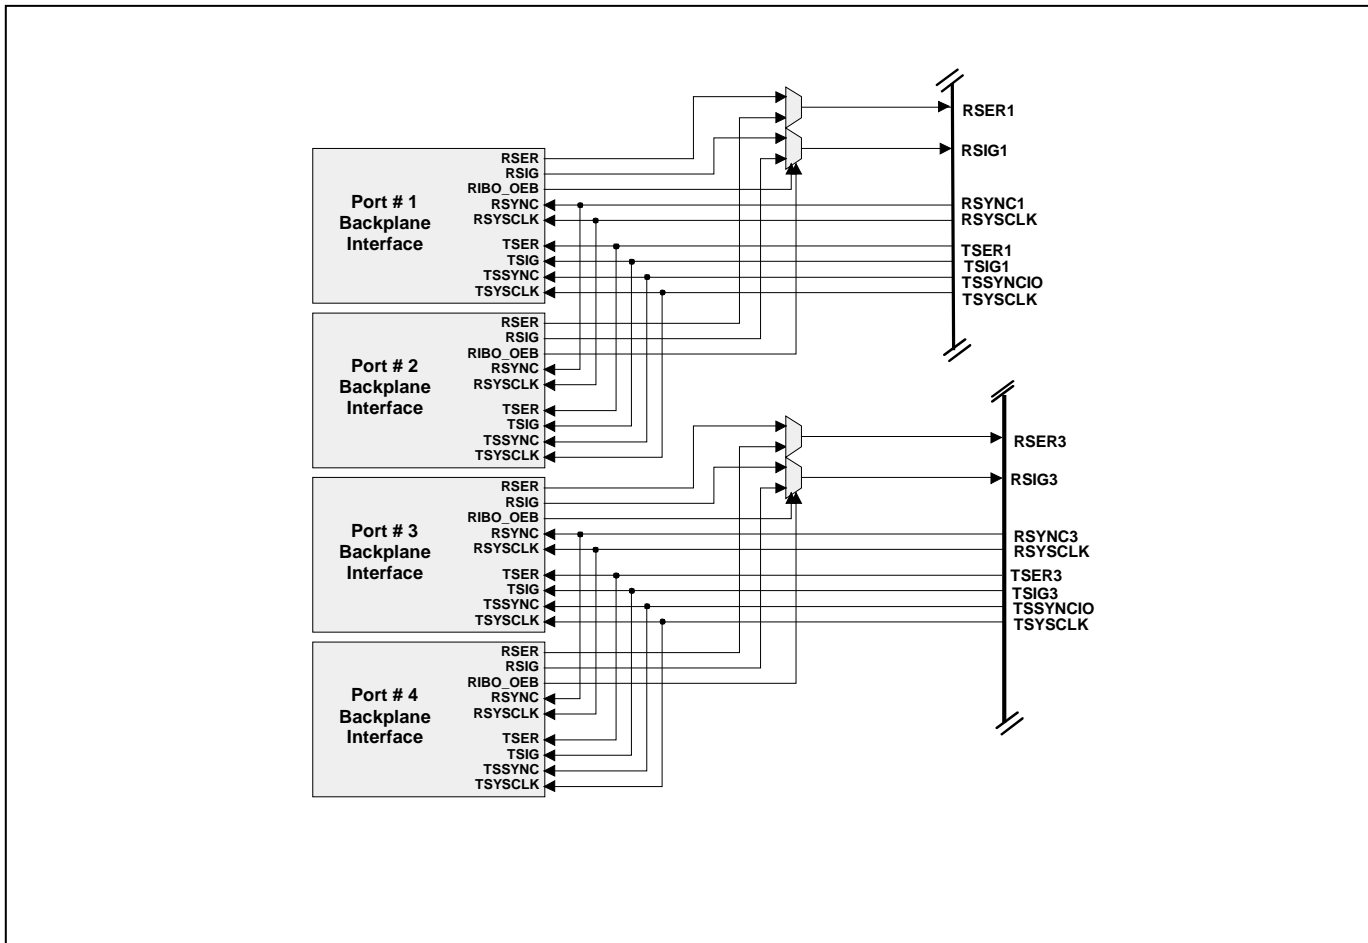 RSER1
RSIG1
Port # 1
Backplane
Interface
RSER
RSIG
RIBO_OEB
RSYNC
RSYSCLK
TSER
TSIG
TSSYNC
TSYSCLK
RSYNC1
RSYSCLK
TSER1
TSIG1
TSSYNCIO
TSYSCLK
Port # 2
Backplane
Interface
RSER
RSIG
RIBO_OEB
RSYNC
RSYSCLK
TSER
TSIG
TSSYNC
TSYSCLK
RSER3
RSIG3
Port # 3
Backplane
Interface
RSER
RSIG
RIBO_OEB
RSYNC
RSYSCLK
TSER
TSIG
TSSYNC
TSYSCLK
RSYNC3
RSYSCLK
TSER3
TSIG3
TSSYNCIO
TSYSCLK
Port # 4
Backplane
Interface
RSER
RSIG
RIBO_OEB
RSYNC
RSYSCLK
TSER
TSIG
TSSYNC
TSYSCLK